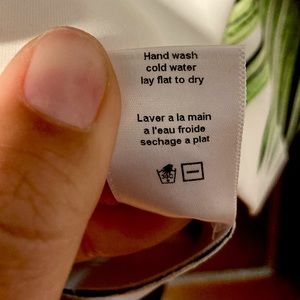 Hand wash
cold water
lay flat to dry
Laver a la main
a l'eau froide
sechage a plat